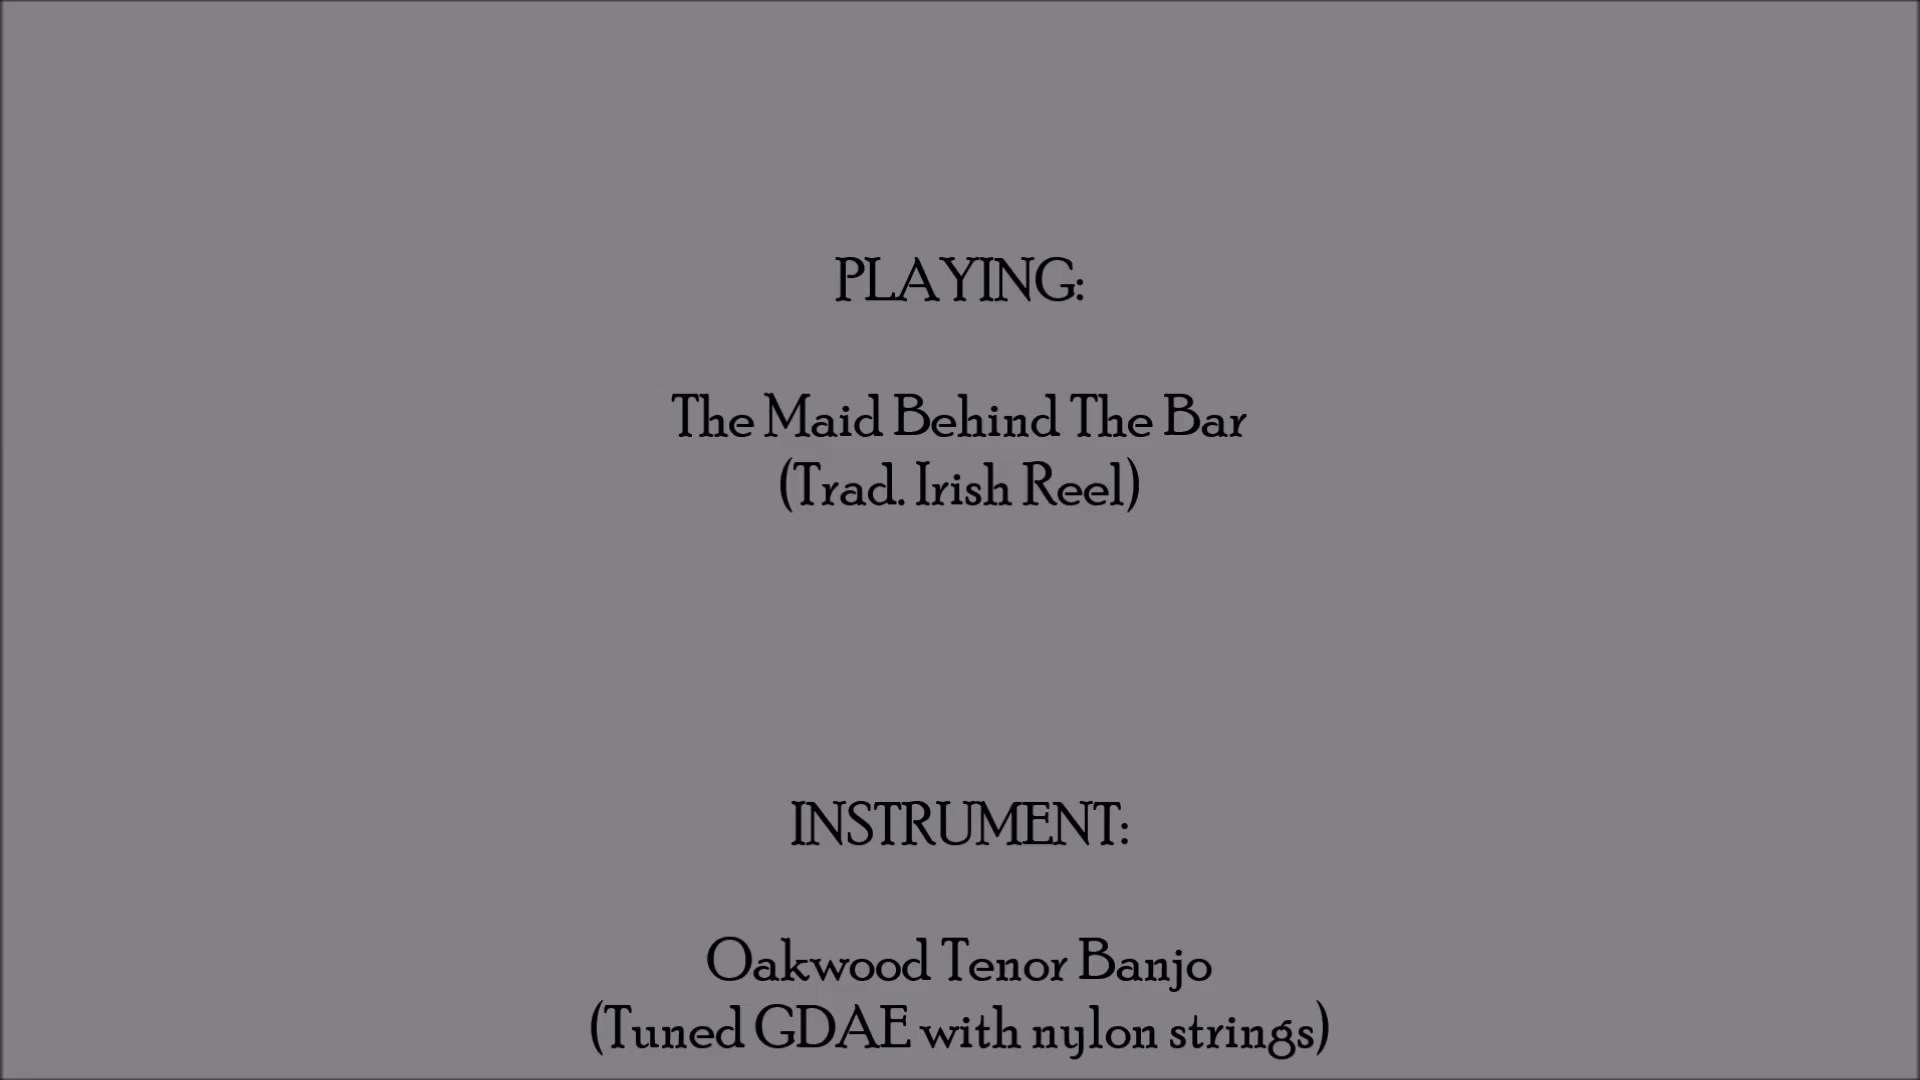 PLAYING:
The Maid Behind The Bar
(Trad. Irish Reel)
INSTRUMENT:
Oakwood Tenor Banjo
(Tuned GDAE with nylon strings)